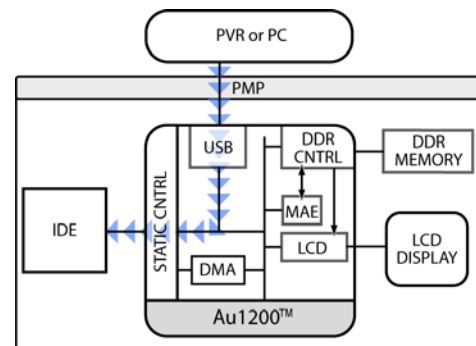 PVR or PC
PMP
USB
DDR
CNTRL
DDR
MEMORY
STATIC CNTRL
IDE
MAE
LCD
LCD
DISPLAY
DMA
Au1200™